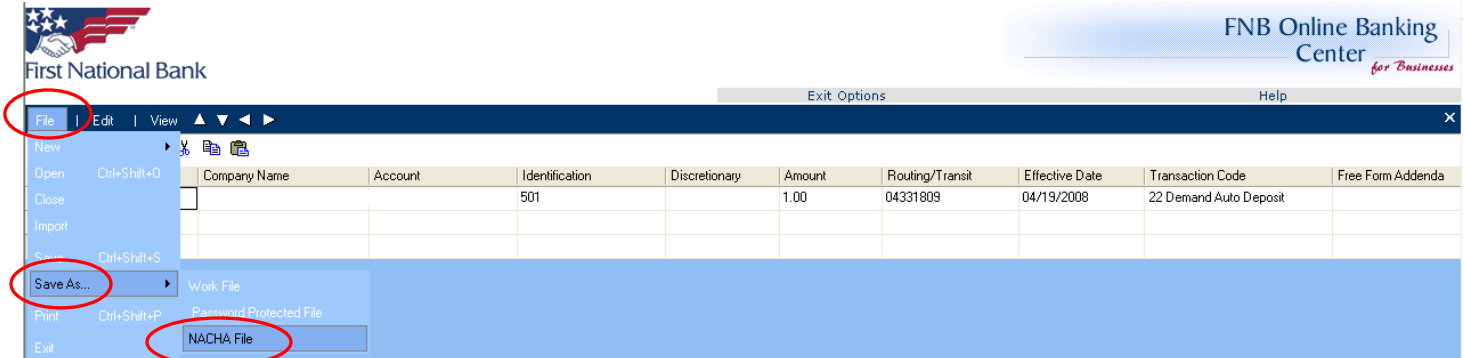 First National Bank
FNB Online Banking
Center
for Businesses
Exit Options Help
File | Edit | View
New
Open Ctrl+Shift+O
Close
Import
Save Ctrl+Shift+S
Save As...
Print Ctrl+Shift+P
Exit
Work File
Password Protected File
NACHA File
Company Name Account Identification Discretionary Amount Routing/Transit Effective Date Transaction Code Free Form Addenda
501 1.00 04331809 04/19/2008 22 Demand Auto Deposit